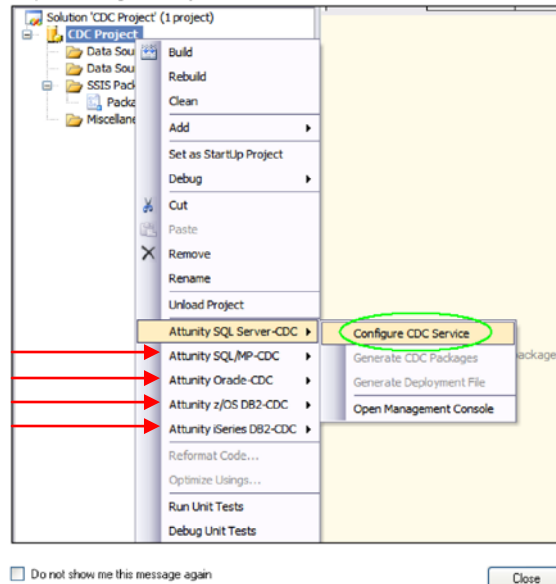 Solution 'CDC Project' (1 project)
CDC Project
Data Sou
Data Sou
SSIS Pack
Packa
Miscellane
Build
Rebuild
Clean
Add
Set as StartUp Project
Debug
Cut
Paste
Remove
Rename
Unload Project
Attunity SQL Server-CDC
Attunity SQL/MP-CDC
Attunity Oracle-CDC
Attunity z/OS DB2-CDC
Attunity iSeries DB2-CDC
Reformat Code...
Optimize Usings...
Run Unit Tests
Debug Unit Tests
Configure CDC Service
Generate CDC Packages
Generate Deployment File
Open Management Console
package
Do not show me this message again
Close